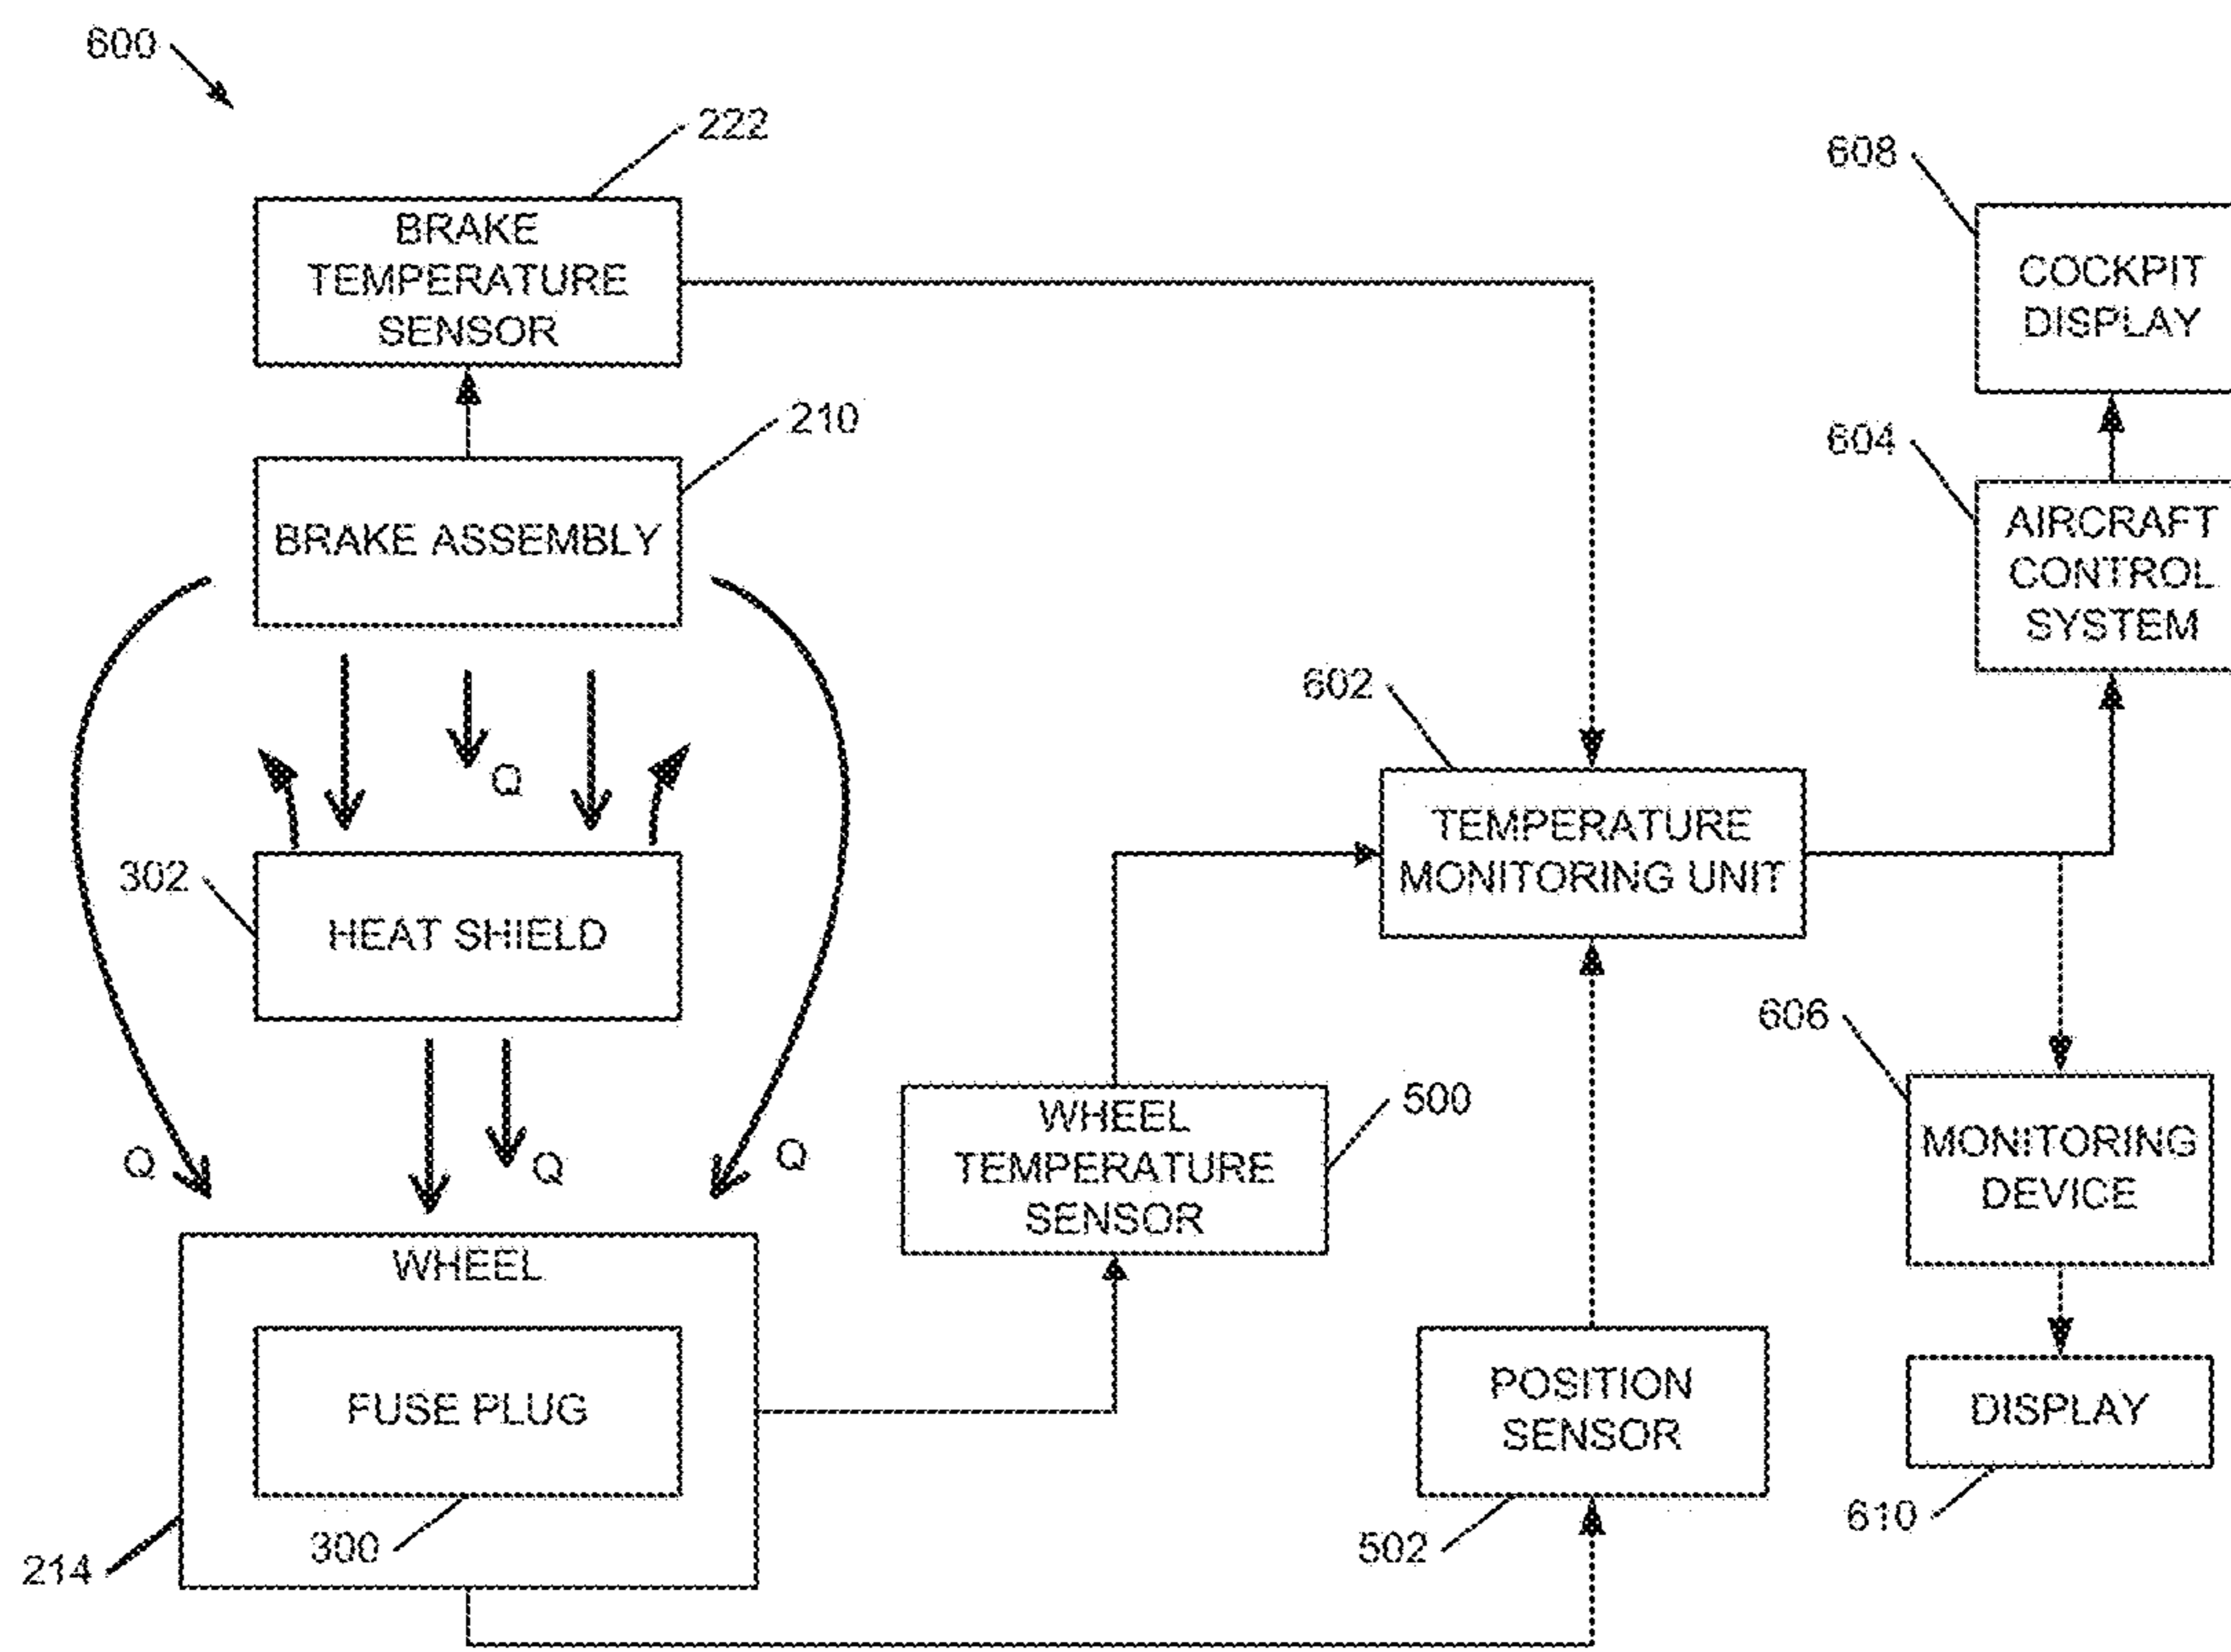 600
222
BRAKE
TEMPERATURE
SENSOR
608
COCKPIT
DISPLAY
210
BRAKE ASSEMBLY
604
AIRCRAFT
CONTROL
SYSTEM
Q
602
TEMPERATURE
MONITORING UNIT
302
HEAT SHIELD
606
MONITORING
DEVICE
500
WHEEL
TEMPERATURE
SENSOR
Q
Q
Q
WHEEL
FUSE PLUG
300
214
POSITION
SENSOR
502
DISPLAY
610